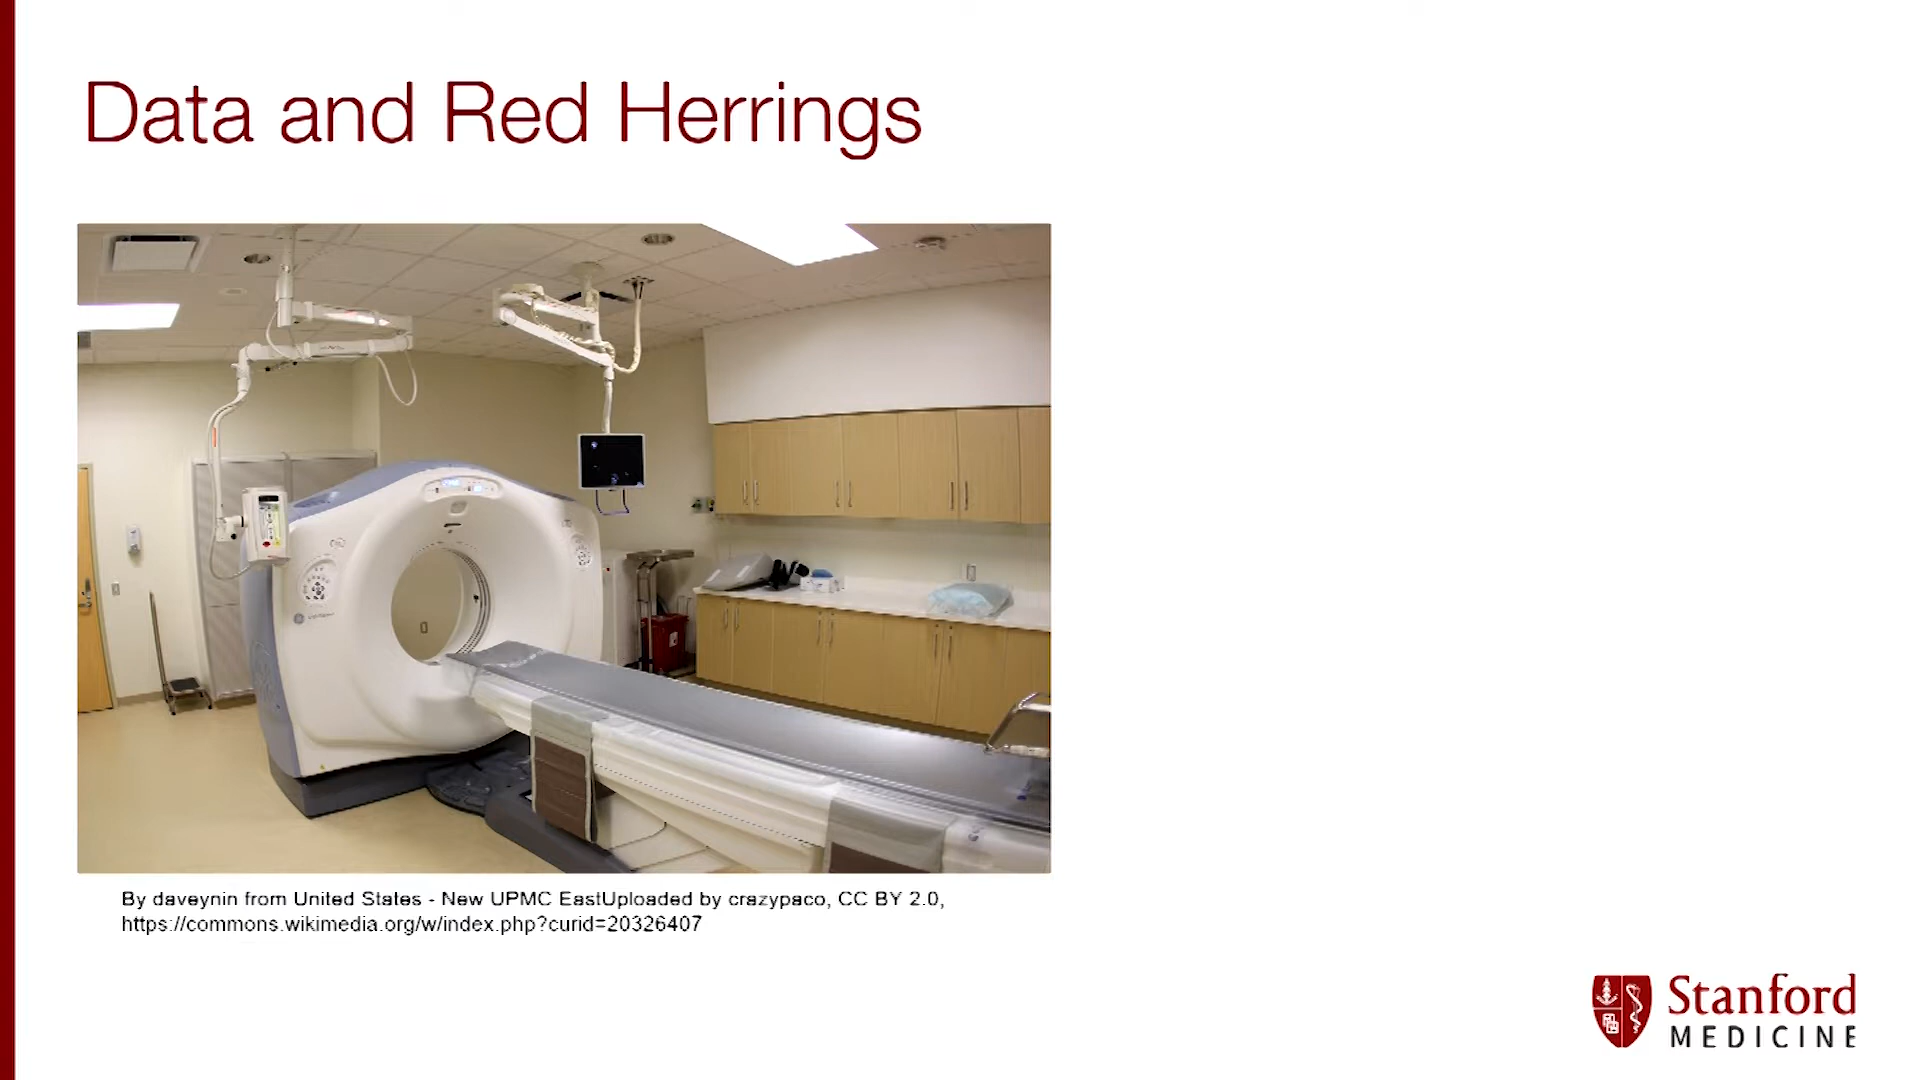 Data and Red Herrings
By daveynin from United States - New UPMC EastUploaded by crazypaco, CC BY 2.0,
https://commons.wikimedia.org/w/index.php?curid=20326407
Stanford
MEDICINE